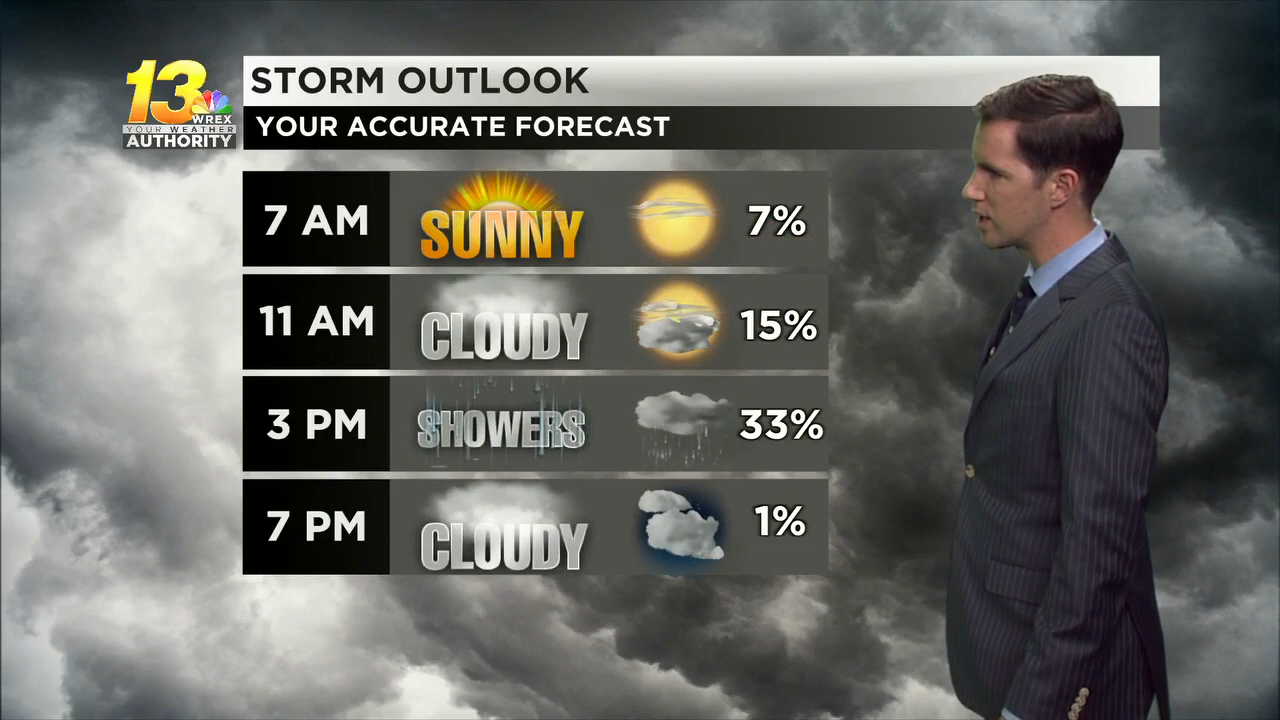 13
WREX
YOUR WEATHER
AUTHORITY
STORM OUTLOOK
YOUR ACCURATE FORECAST
7 AM SUNNY 7%
11 AM CLOUDY 15%
3 PM SHOWERS 33%
7 PM CLOUDY 1%